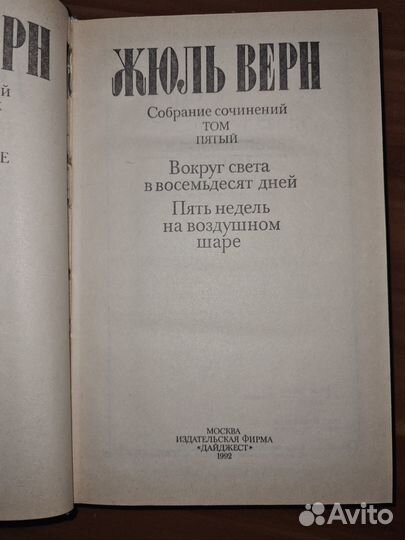 РН
Й
Е
ЖЮЛЬ ВЕРН
Собрание сочинений
ТОМ
ПЯТЫЙ
Вокруг света
в восемьдесят дней
Пять недель
на воздушном
шаре
МОСКВА
ИЗДАТЕЛЬСКАЯ ФИРМА
«ДАЙДЖЕСТ»
1992
Avito